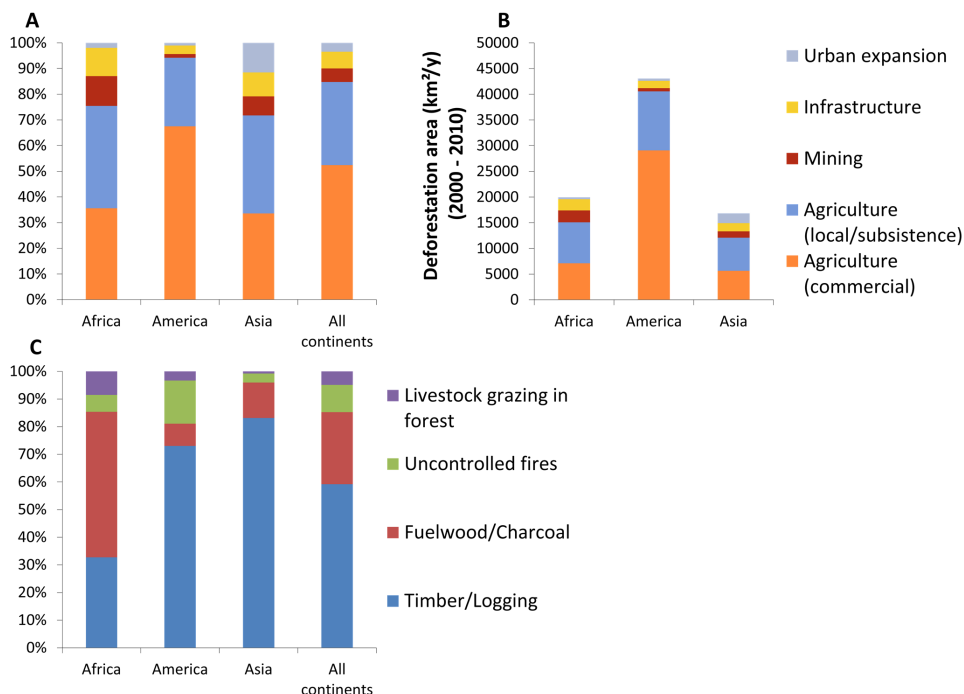 A
100%
90%
80%
70%
60%
50%
40%
30%
20%
10%
0%
Africa
America
Asia
All
continents
B
Deforestation area (km²/y)
(2000 - 2010)
50000
45000
40000
35000
30000
25000
20000
15000
10000
5000
0
Africa
America
Asia
Urban expansion
Infrastructure
Mining
Agriculture
(local/subsistence)
Agriculture
(commercial)
C
100%
90%
80%
70%
60%
50%
40%
30%
20%
10%
0%
Africa
America
Asia
All
continents
Livestock grazing in
forest
Uncontrolled fires
Fuelwood/Charcoal
Timber/Logging